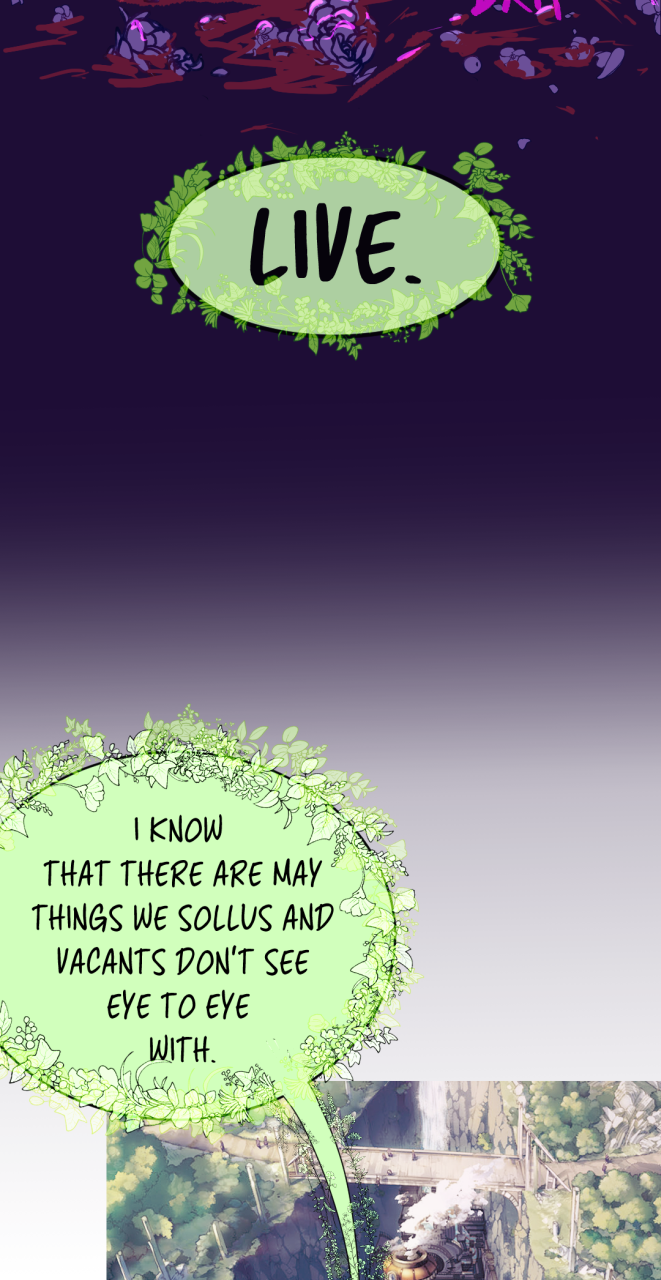 LIVE.
I KNOW
THAT THERE ARE MAY
THINGS WE SOLLUS AND
VACANTS DON'T SEE
EYE TO EYE
WITH.